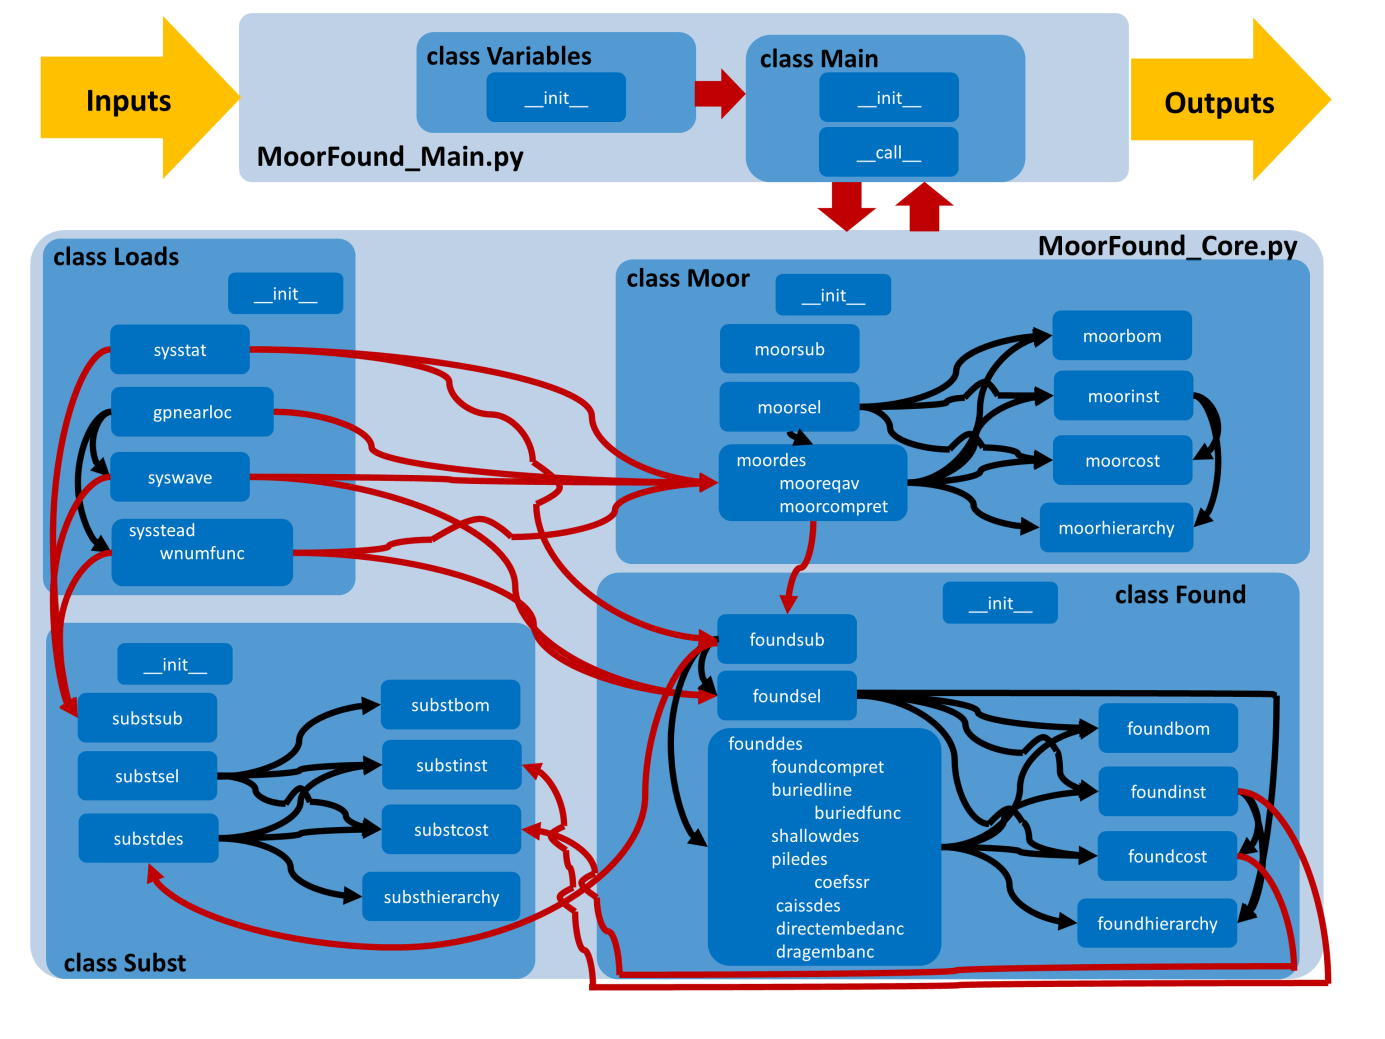 Inputs
class Variables
__init__
class Main
__init__
__call__
MoorFound_Main.py
Outputs
MoorFound_Core.py
class Loads
__init__
sysstat
gpnearloc
syswave
sysstead
wnumfunc
class Moor
__init__
moorsub
moorsel
moordes
mooreqav
moorcompret
moorbom
moorinst
moorcost
moorhierarchy
class Subst
__init__
substsub
substsel
substdes
substbom
substinst
substcost
substhierarchy
class Found
__init__
foundsub
foundsel
founddes
foundcompret
buriedline
buriedfunc
shallowdes
piledes
coefssr
caissdes
directembedanc
dragembanc
foundbom
foundinst
foundcost
foundhierarchy